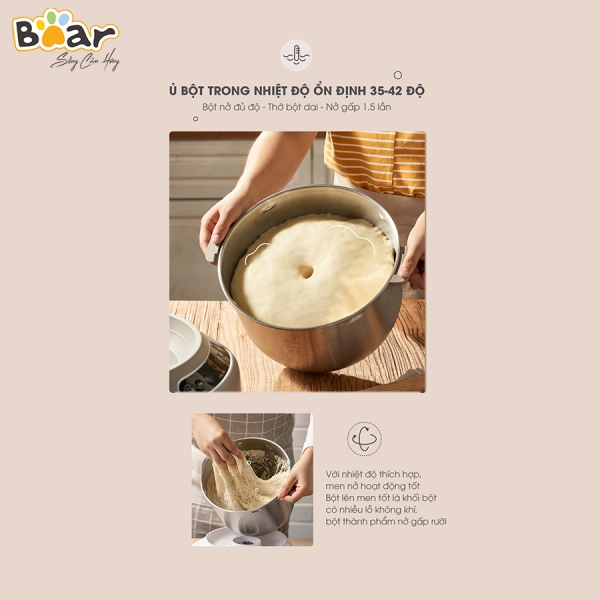 Bear
Sống Cảm Hứng
Ủ BỘT TRONG NHIỆT ĐỘ ỔN ĐỊNH 35-42 ĐỘ
Bột nở đủ độ - Thớ bột dai - Nở gấp 1.5 lần
Với nhiệt độ thích hợp,
men nở hoạt động tốt
Bột lên men tốt là khối bột
có nhiều lỗ không khí,
bột thành phẩm nở gấp rưỡi